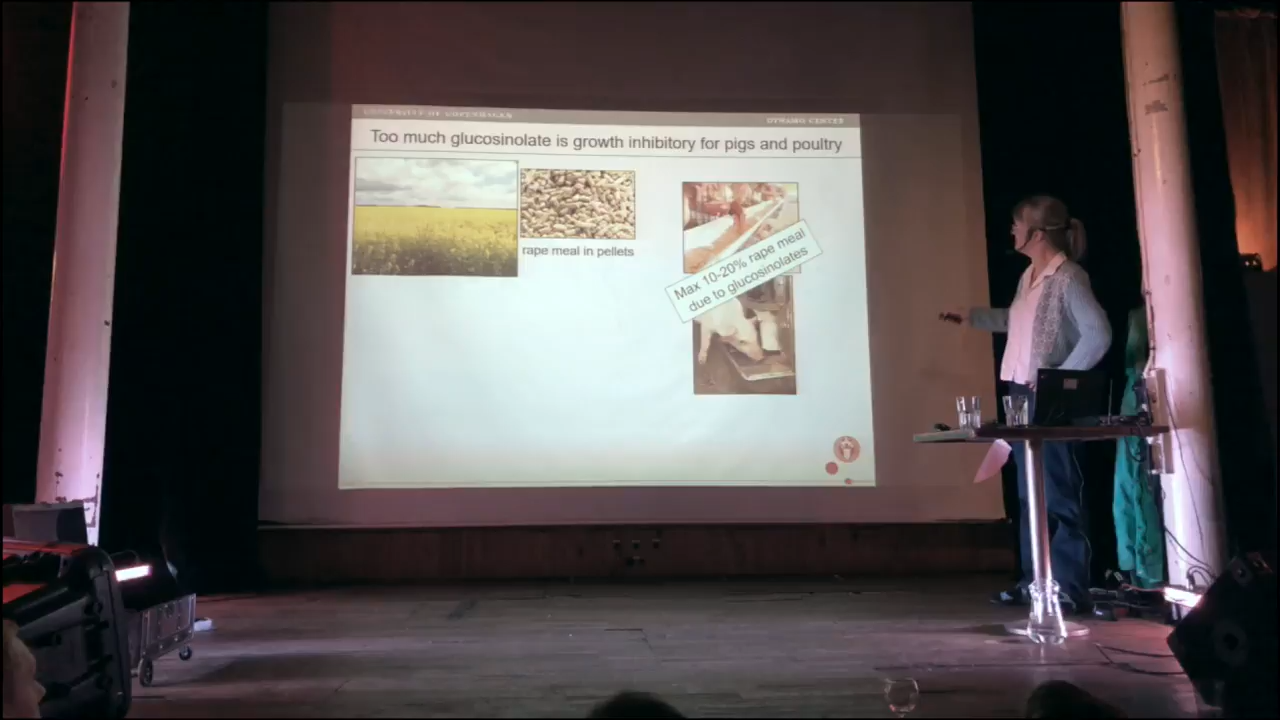 UNIVERSITY OF COPENHAGEN
DYNAMO CENTER
Too much glucosinolate is growth inhibitory for pigs and poultry
rape meal in pellets
Max 10-20% rape meal
due to glucosinolates